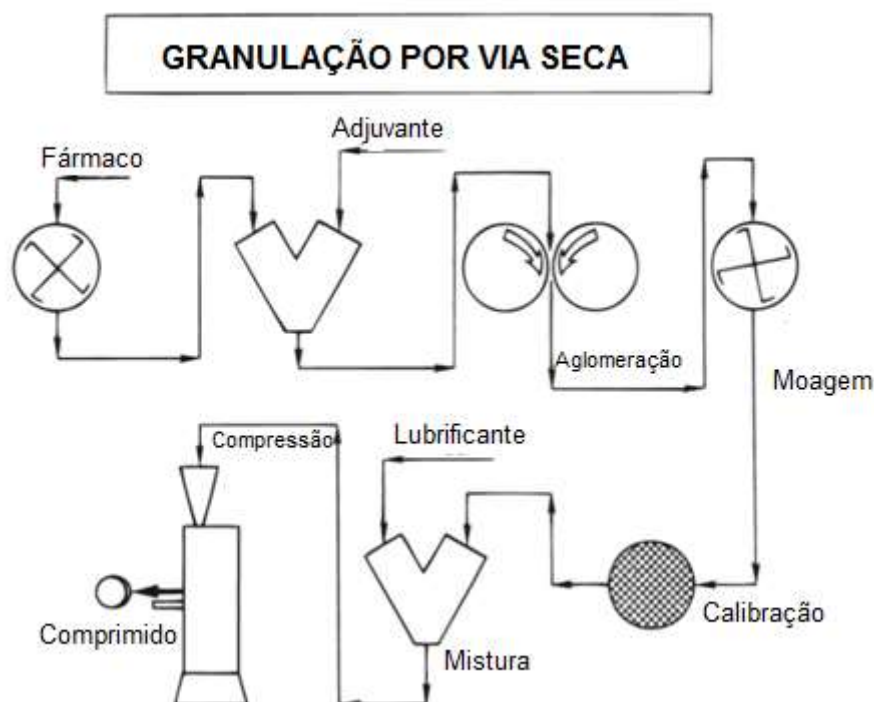 GRANULAÇÃO POR VIA SECA
Fármaco
Adjuvante
Aglomeração
Moagem
Compressão
Lubrificante
Comprimido
Mistura
Calibração